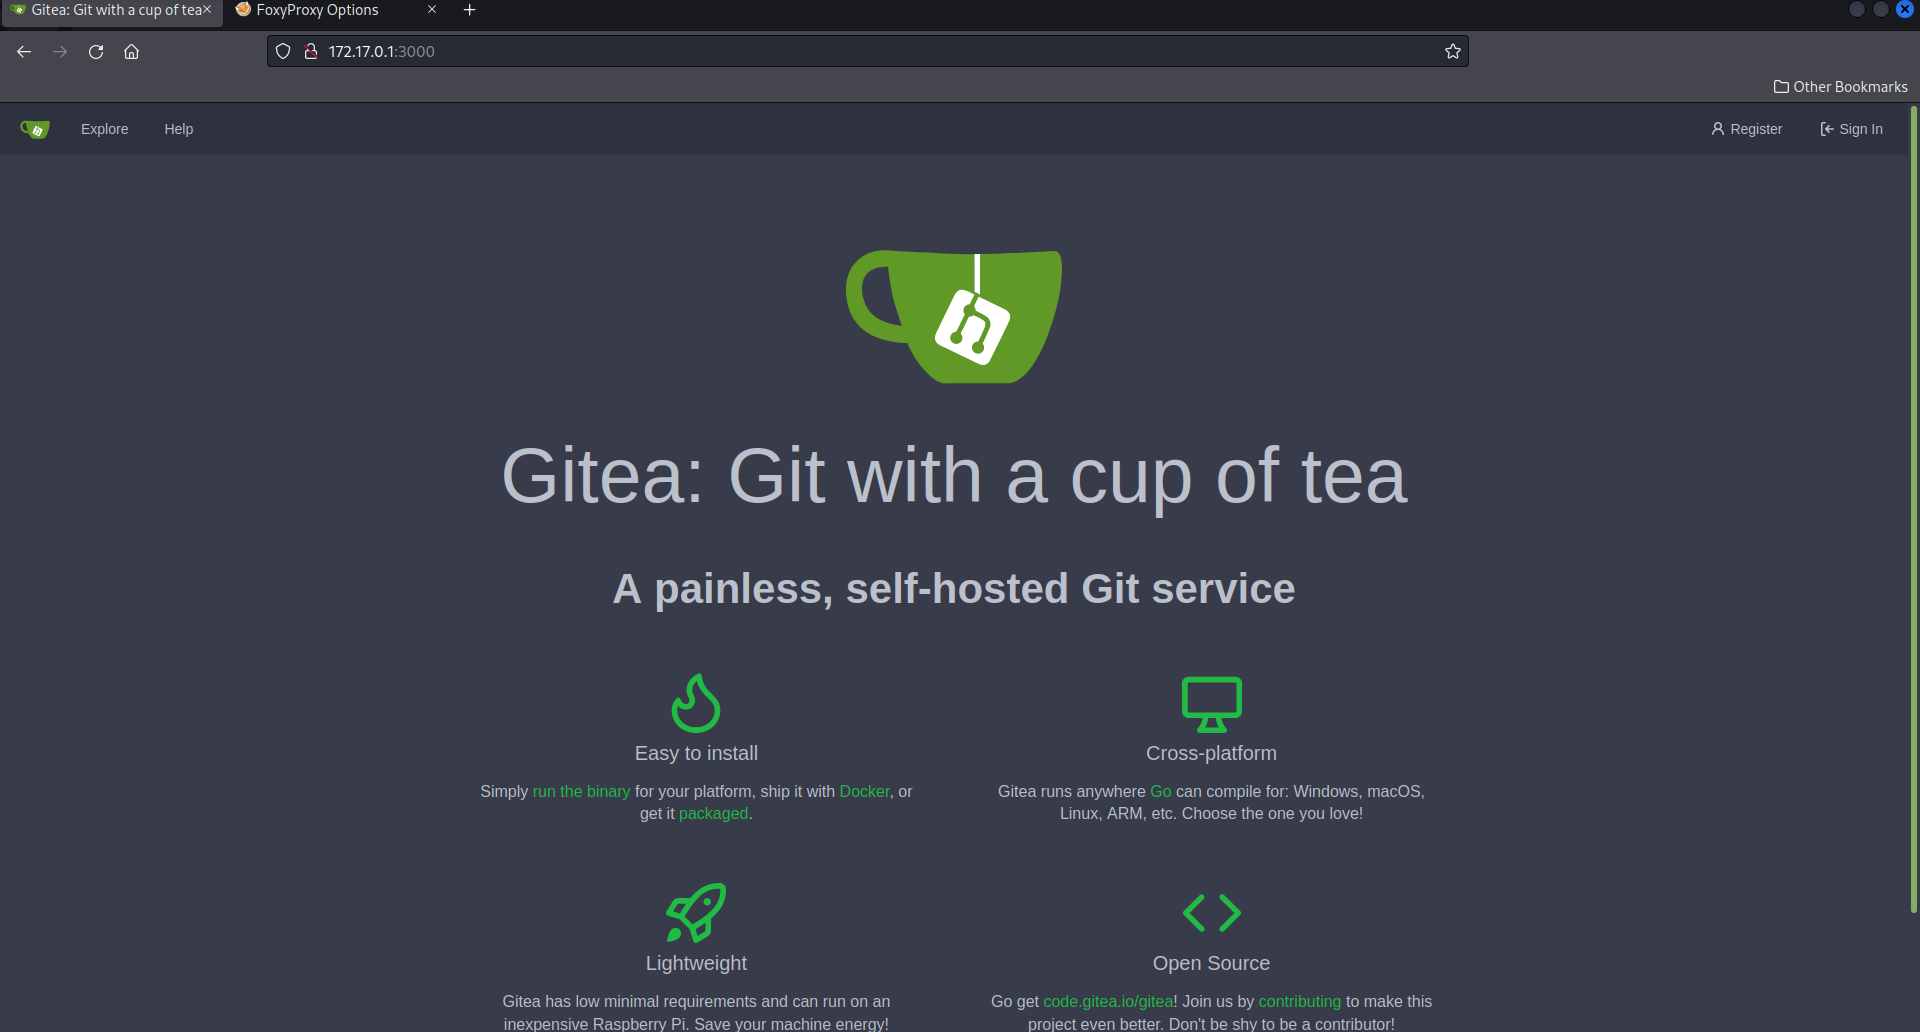 Gitea: Git with a cup of tea
FoxyProxy Options
172.17.0.1:3000
Other Bookmarks
Explore
Help
Register
Sign In
Gitea: Git with a cup of tea
A painless, self-hosted Git service
Easy to install
Simply run the binary for your platform, ship it with Docker, or
get it packaged.
Cross-platform
Gitea runs anywhere Go can compile for: Windows, macOS,
Linux, ARM, etc. Choose the one you love!
Lightweight
Gitea has low minimal requirements and can run on an
inexpensive Raspberry Pi. Save your machine energy!
Open Source
Go get code.gitea.io/gitea! Join us by contributing to make this
project even better. Don't be shy to be a contributor!